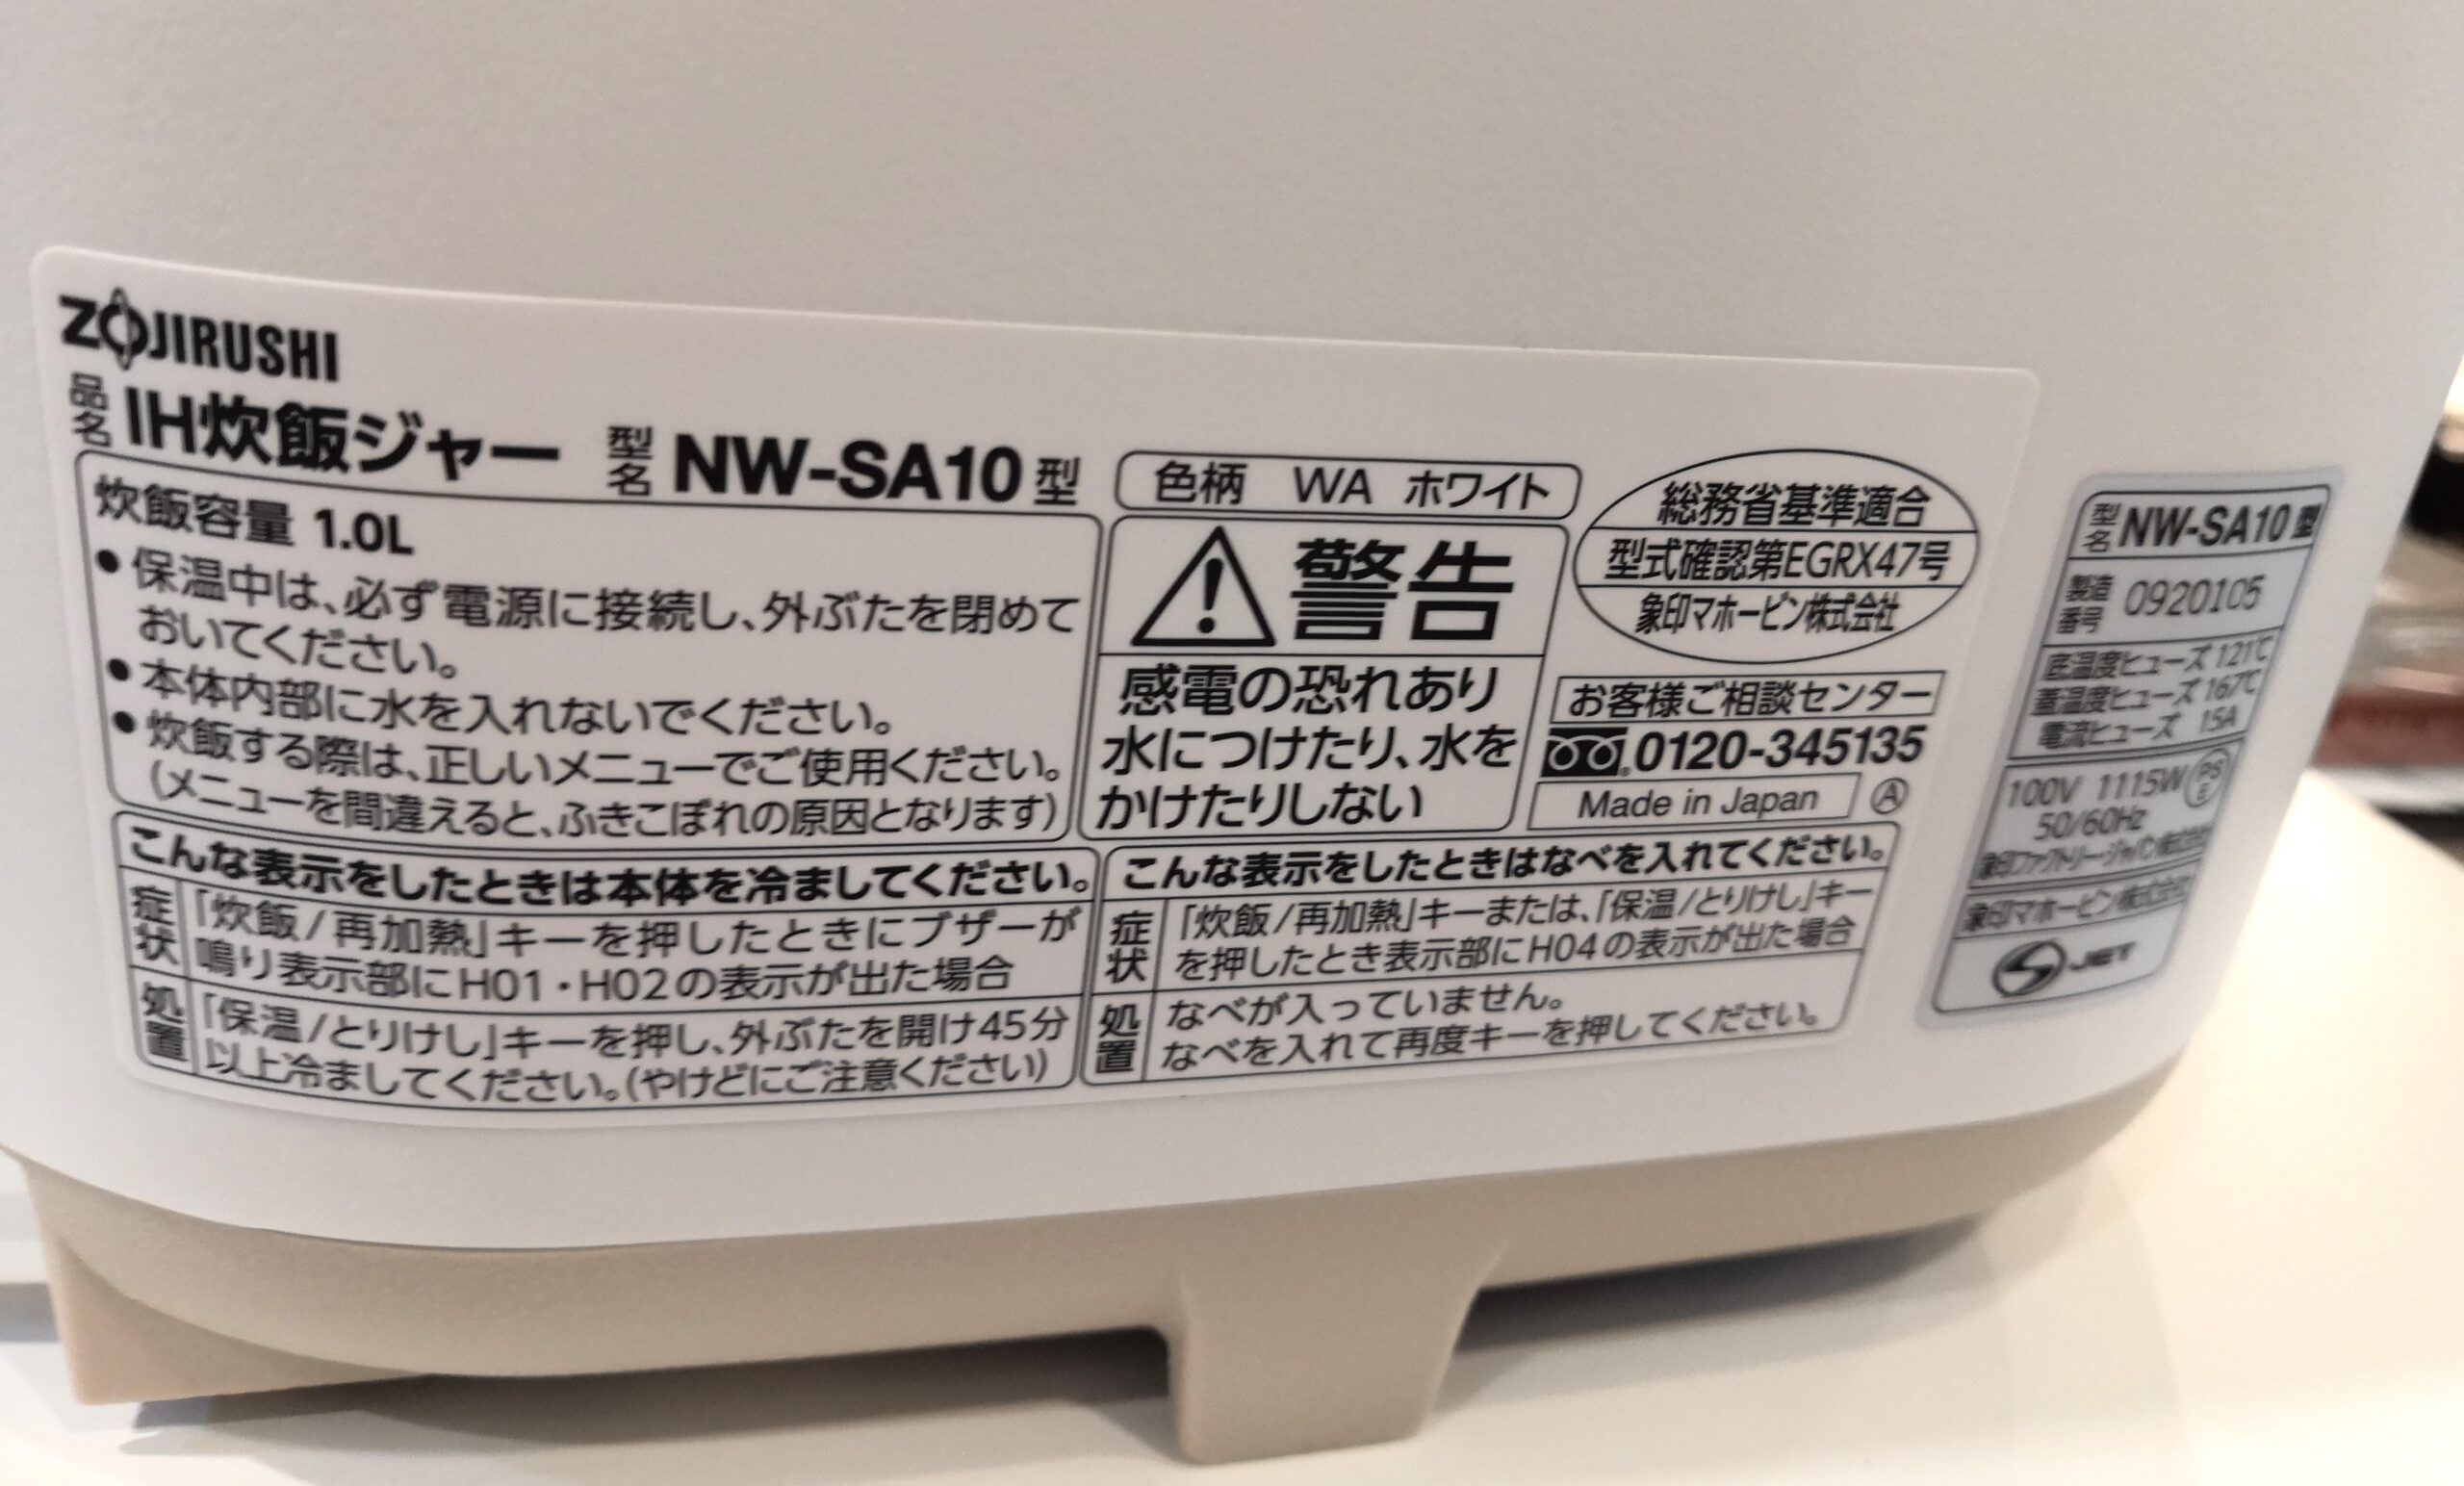 ZOJIRUSHI
品名 IH炊飯ジャー 型名 NW-SA10型
炊飯容量 1.0L
●保温中は、必ず電源に接続し、外ぶたを閉めて
おいてください。
●本体内部に水を入れないでください。
●炊飯する際は、正しいメニューでご使用ください。
(メニューを間違えると、ふきこぼれの原因となります)
色柄 WA ホワイト
警告
感電の恐れあり
水につけたり、水を
かけたりしない
総務省基準適合
型式確認第EGRX47号
象印マホービン株式会社
お客様ご相談センター
0120-345135
Made in Japan Ⓐ
こんな表示をしたときは本体を冷ましてください。
症状 「炊飯/再加熱」キーを押したときにブザーが
鳴り表示部にH01・H02の表示が出た場合
処置 「保温/とりけし」キーを押し、外ぶたを開け45分
以上冷ましてください。(やけどにご注意ください)
こんな表示をしたときはなべを入れてください。
症状 「炊飯/再加熱」キーまたは、「保温/とりけし」キー
を押したとき表示部にH04の表示が出た場合
処置 なべが入っていません。
なべを入れて再度キーを押してください。
型名 NW-SA10型
製造番号 0920105
底温度ヒューズ 121℃
蓋温度ヒューズ 167℃
電流ヒューズ 15A
100V 1115W PSE
50/60Hz
象印ファクトリー・ジャパン株式会社
象印マホービン株式会社
S JET